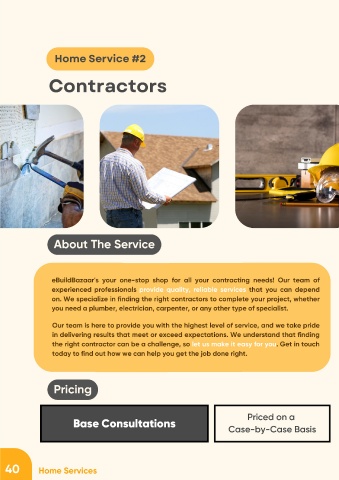 Home Service #2
Contractors
About The Service
eBuildBazaar's your one-stop shop for all your contracting needs! Our team of
experienced professionals provide quality, reliable services that you can depend
on. We specialize in finding the right contractors to complete your project, whether
you need a plumber, electrician, carpenter, or any other type of specialist.
Our team is here to provide you with the highest level of service, and we take pride
in delivering results that meet or exceed expectations. We understand that finding
the right contractor can be a challenge, so let us make it easy for you. Get in touch
today to find out how we can help you get the job done right.
Pricing
Base Consultations
Priced on a
Case-by-Case Basis
40
Home Services